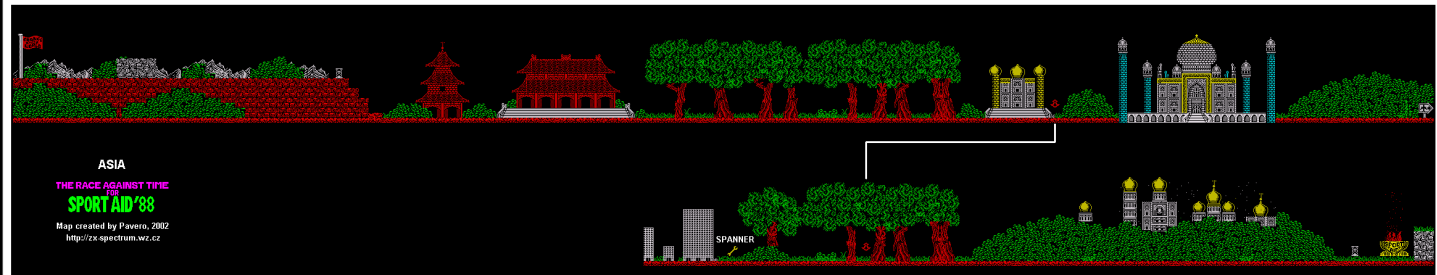 ASIA
THE RACE AGAINST TIME
FOR
SPORT AID'88
Map created by Pavero, 2002
http://zx-spectrum.wz.cz
SPANNER